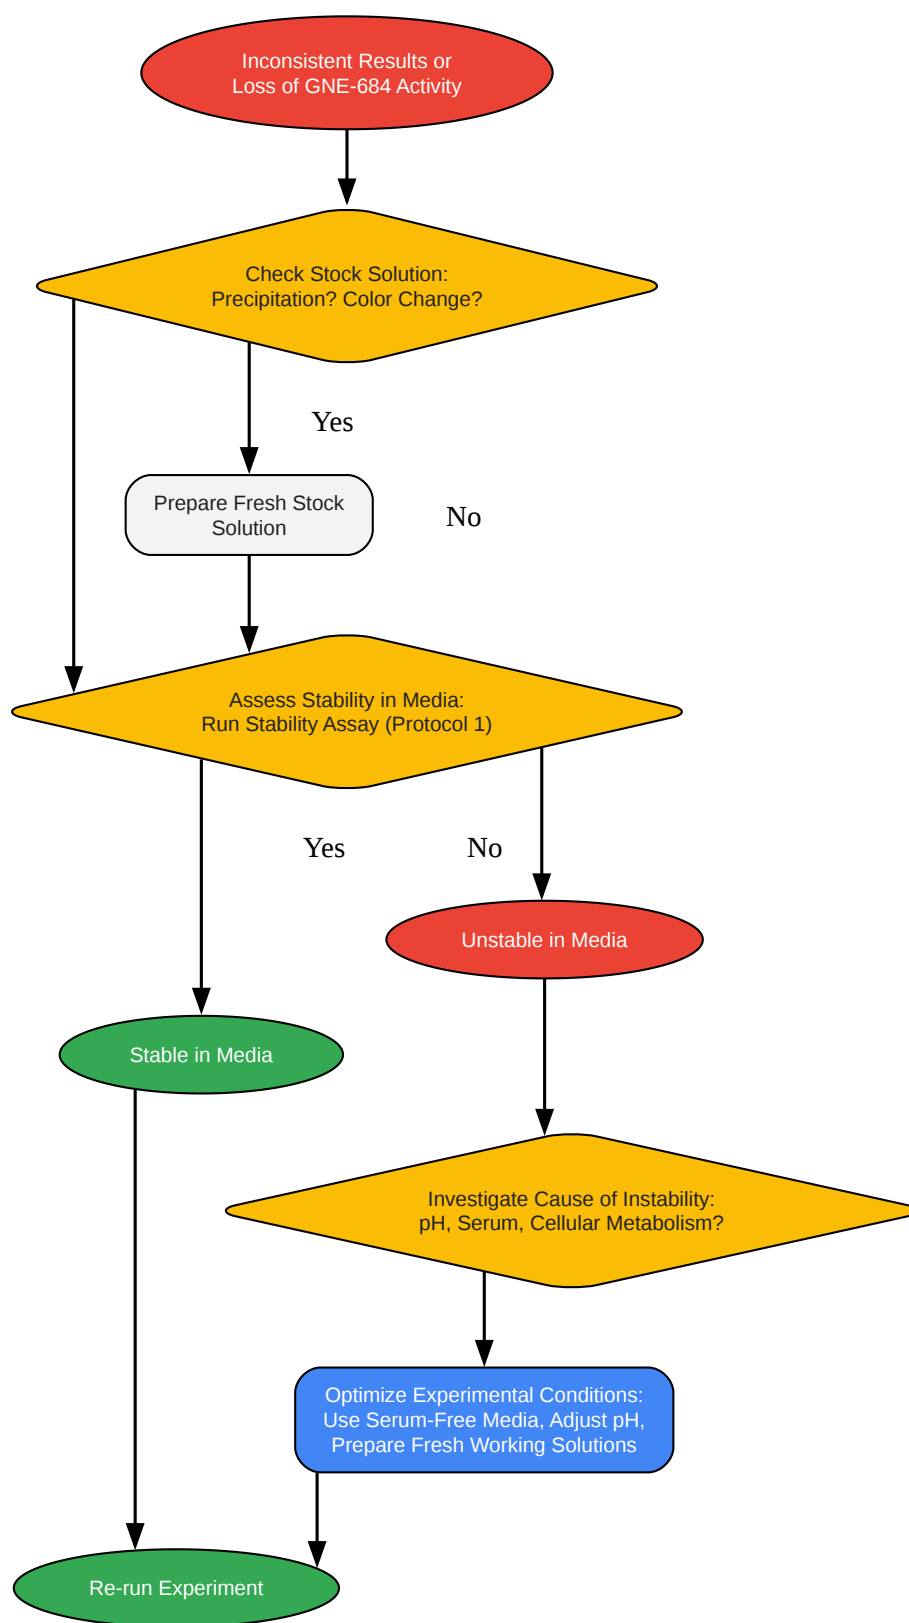 Inconsistent Results or
Loss of GNE-684 Activity
Check Stock Solution:
Precipitation? Color Change?
Yes
Prepare Fresh Stock
Solution
No
Assess Stability in Media:
Run Stability Assay (Protocol 1)
Yes
No
Unstable in Media
Stable in Media
Investigate Cause of Instability:
pH, Serum, Cellular Metabolism?
Optimize Experimental Conditions:
Use Serum-Free Media, Adjust pH,
Prepare Fresh Working Solutions
Re-run Experiment